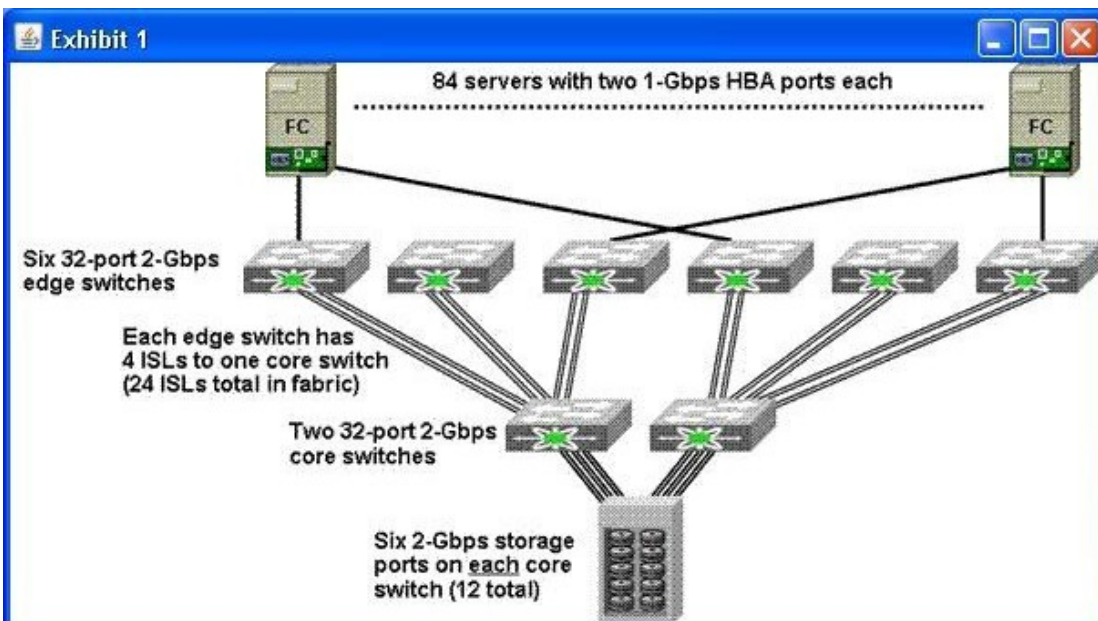 Exhibit 1
84 servers with two 1-Gbps HBA ports each
FC
FC
Six 32-port 2-Gbps
edge switches
Each edge switch has
4 ISLs to one core switch
(24 ISLs total in fabric)
Two 32-port 2-Gbps
core switches
Six 2-Gbps storage
ports on each core
switch (12 total)